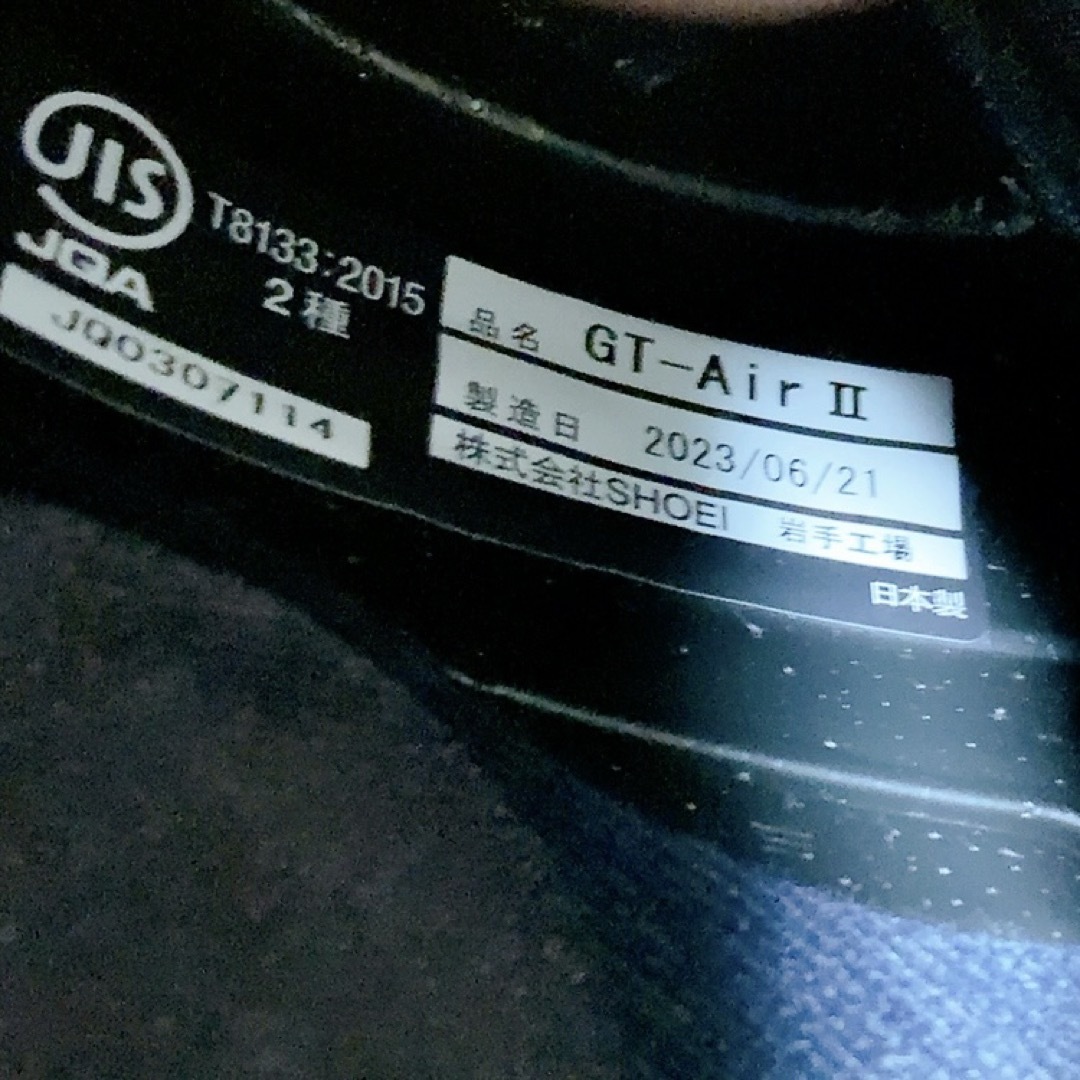 JIS
JQA
T8133:2015
2種
JQ0307114
品名 GT-Air II
製造日 2023/06/21
株式会社SHOEI 岩手工場
日本製